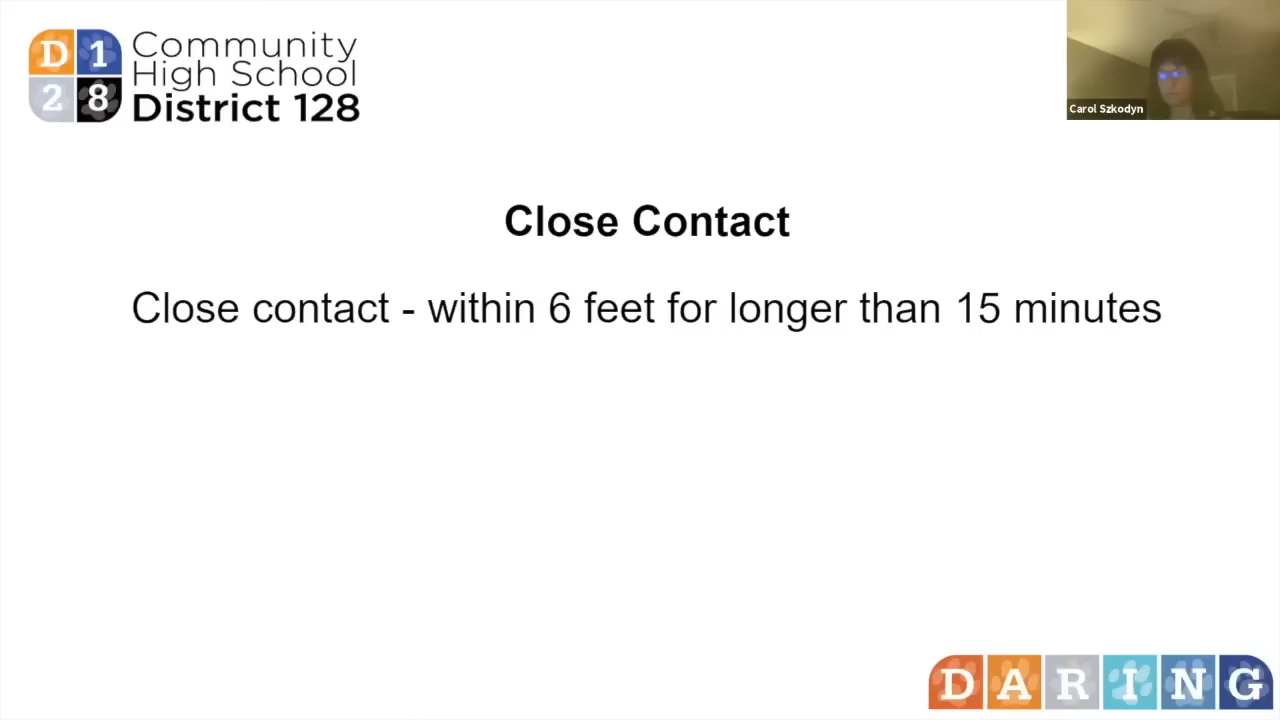 D 1
2 8
Community
High School
District 128
Carol Szkodyn
Close Contact
Close contact - within 6 feet for longer than 15 minutes
DARING